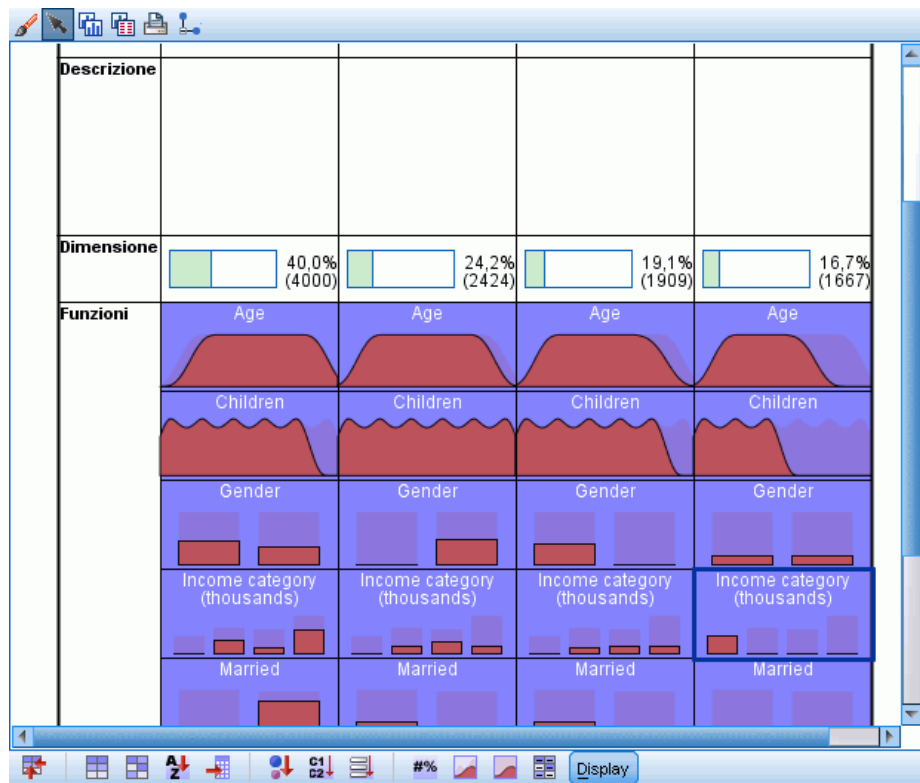 Descrizione
Dimensione
40,0% 24,2% 19,1% 16,7%
(4000) (2424) (1909) (1667)
Funzioni Age Age Age Age
Children Children Children Children
Gender Gender Gender Gender
Income category Income category Income category Income category
(thousands) (thousands) (thousands) (thousands)
Married Married Married Married
A Z C1 C2 #% Display